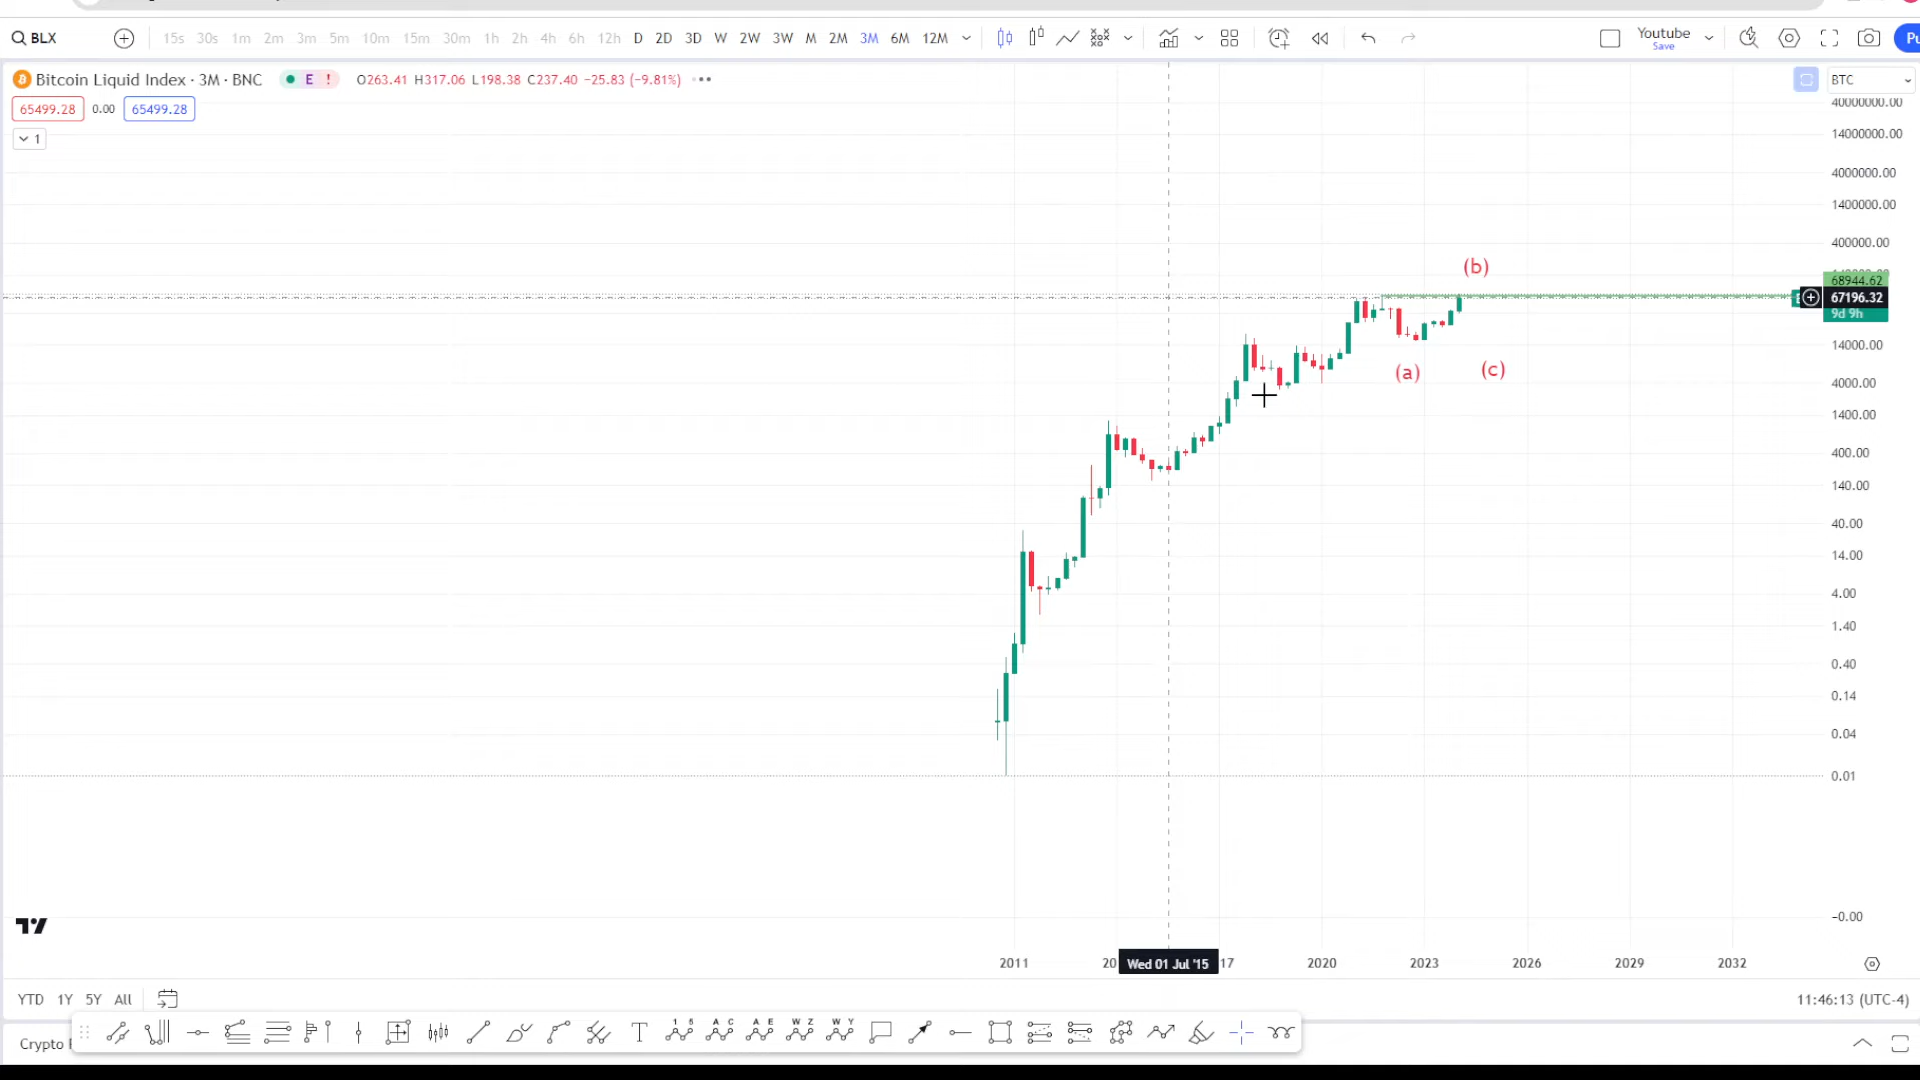 BLX
15s 30s 1m 2m 3m 5m 10m 15m 30m 1h 2h 4h 6h 12h D 2D 3D W 2W 3W M 2M 3M 6M 12M
Youtube
Save
Bitcoin Liquid Index · 3M · BNC
E !
O263.41 H317.06 L198.38 C237.40 −25.83 (−9.81%)
BTC
65499.28 0.00 65499.28
1
40000000.00
14000000.00
4000000.00
1400000.00
400000.00
(b)
68944.62
67196.32
9d 9h
14000.00
(a)
(c)
4000.00
1400.00
400.00
140.00
40.00
14.00
4.00
1.40
0.40
0.14
0.04
0.01
−0.00
2011 20 Wed 01 Jul '15 17 2020 2023 2026 2029 2032
YTD 1Y 5Y All
11:46:13 (UTC-4)
Crypto